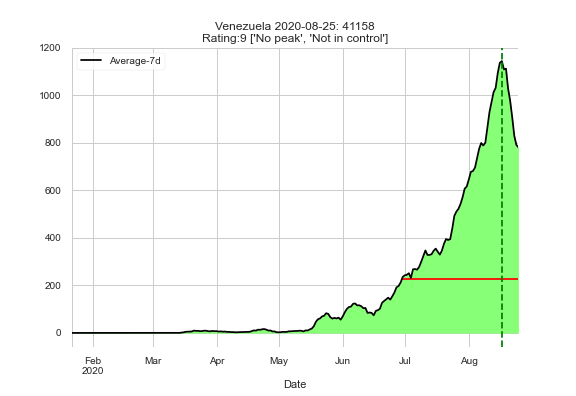 Venezuela 2020-08-25: 41158
Rating:9 ['No peak', 'Not in control']
Average-7d
1200
1000
800
600
400
200
0
Feb Mar Apr May Jun Jul Aug
2020
Date